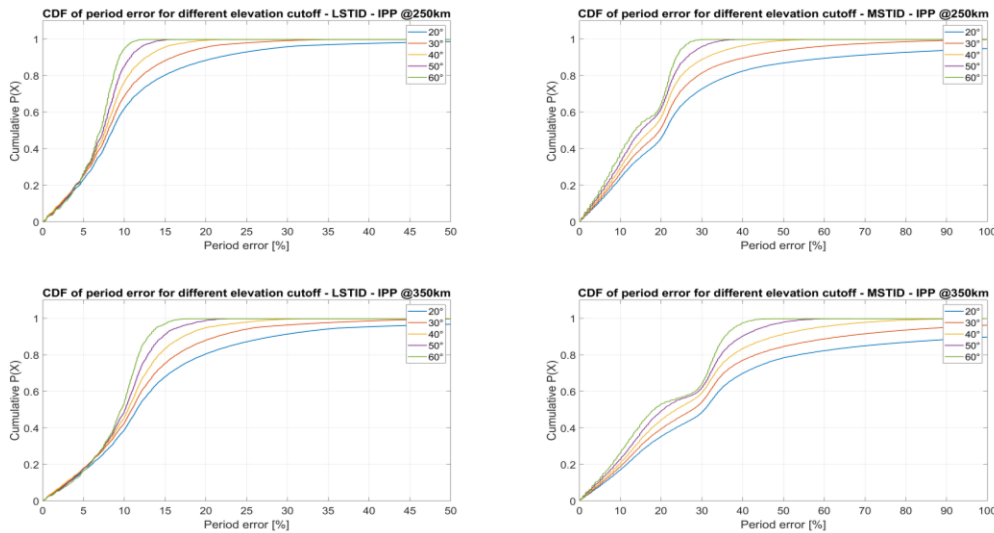 CDF of period error for different elevation cutoff - LSTID - IPP @250km
1
0.8
0.6
0.4
0.2
0
Cumulative P(X)
0 5 10 15 20 25 30 35 40 45 50
Period error [%]
20°
30°
40°
50°
60°
CDF of period error for different elevation cutoff - MSTID - IPP @250km
1
0.8
0.6
0.4
0.2
0
Cumulative P(X)
0 10 20 30 40 50 60 70 80 90 100
Period error [%]
20°
30°
40°
50°
60°
CDF of period error for different elevation cutoff - LSTID - IPP @350km
1
0.8
0.6
0.4
0.2
0
Cumulative P(X)
0 5 10 15 20 25 30 35 40 45 50
Period error [%]
20°
30°
40°
50°
60°
CDF of period error for different elevation cutoff - MSTID - IPP @350km
1
0.8
0.6
0.4
0.2
0
Cumulative P(X)
0 10 20 30 40 50 60 70 80 90 100
Period error [%]
20°
30°
40°
50°
60°